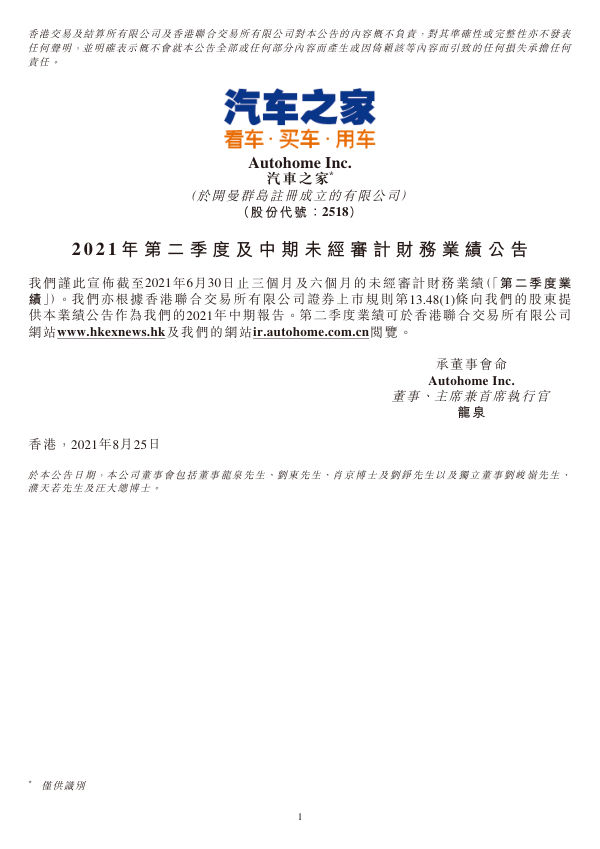 香港交易及結算所有限公司及香港聯合交易所有限公司對本公告的內容概不負責，對其準確性或完整性亦不發表
任何聲明，並明確表示概不會就本公告全部或任何部分內容而產生或因倚賴該等內容而引致的任何損失承擔任何
責任。
汽车之家
看车·买车·用车
Autohome Inc.
汽車之家*
(於開曼群島註冊成立的有限公司)
（股份代號：2518）
2021年第二季度及中期未經審計財務業績公告
我們謹此宣佈截至2021年6月30日止三個月及六個月的未經審計財務業績(「第二季度業
績」)。我們亦根據香港聯合交易所有限公司證券上市規則第13.48(1)條向我們的股東提
供本業績公告作為我們的2021年中期報告。第二季度業績可於香港聯合交易所有限公司
網站www.hkexnews.hk及我們的網站ir.autohome.com.cn閱覽。
承董事會命
Autohome Inc.
董事、主席兼首席執行官
龍泉
香港，2021年8月25日
於本公告日期，本公司董事會包括董事龍泉先生、劉東先生、肖京博士及劉錚先生以及獨立董事劉峻嶺先生、
濮天若先生及汪大總博士。
* 僅供識別
1